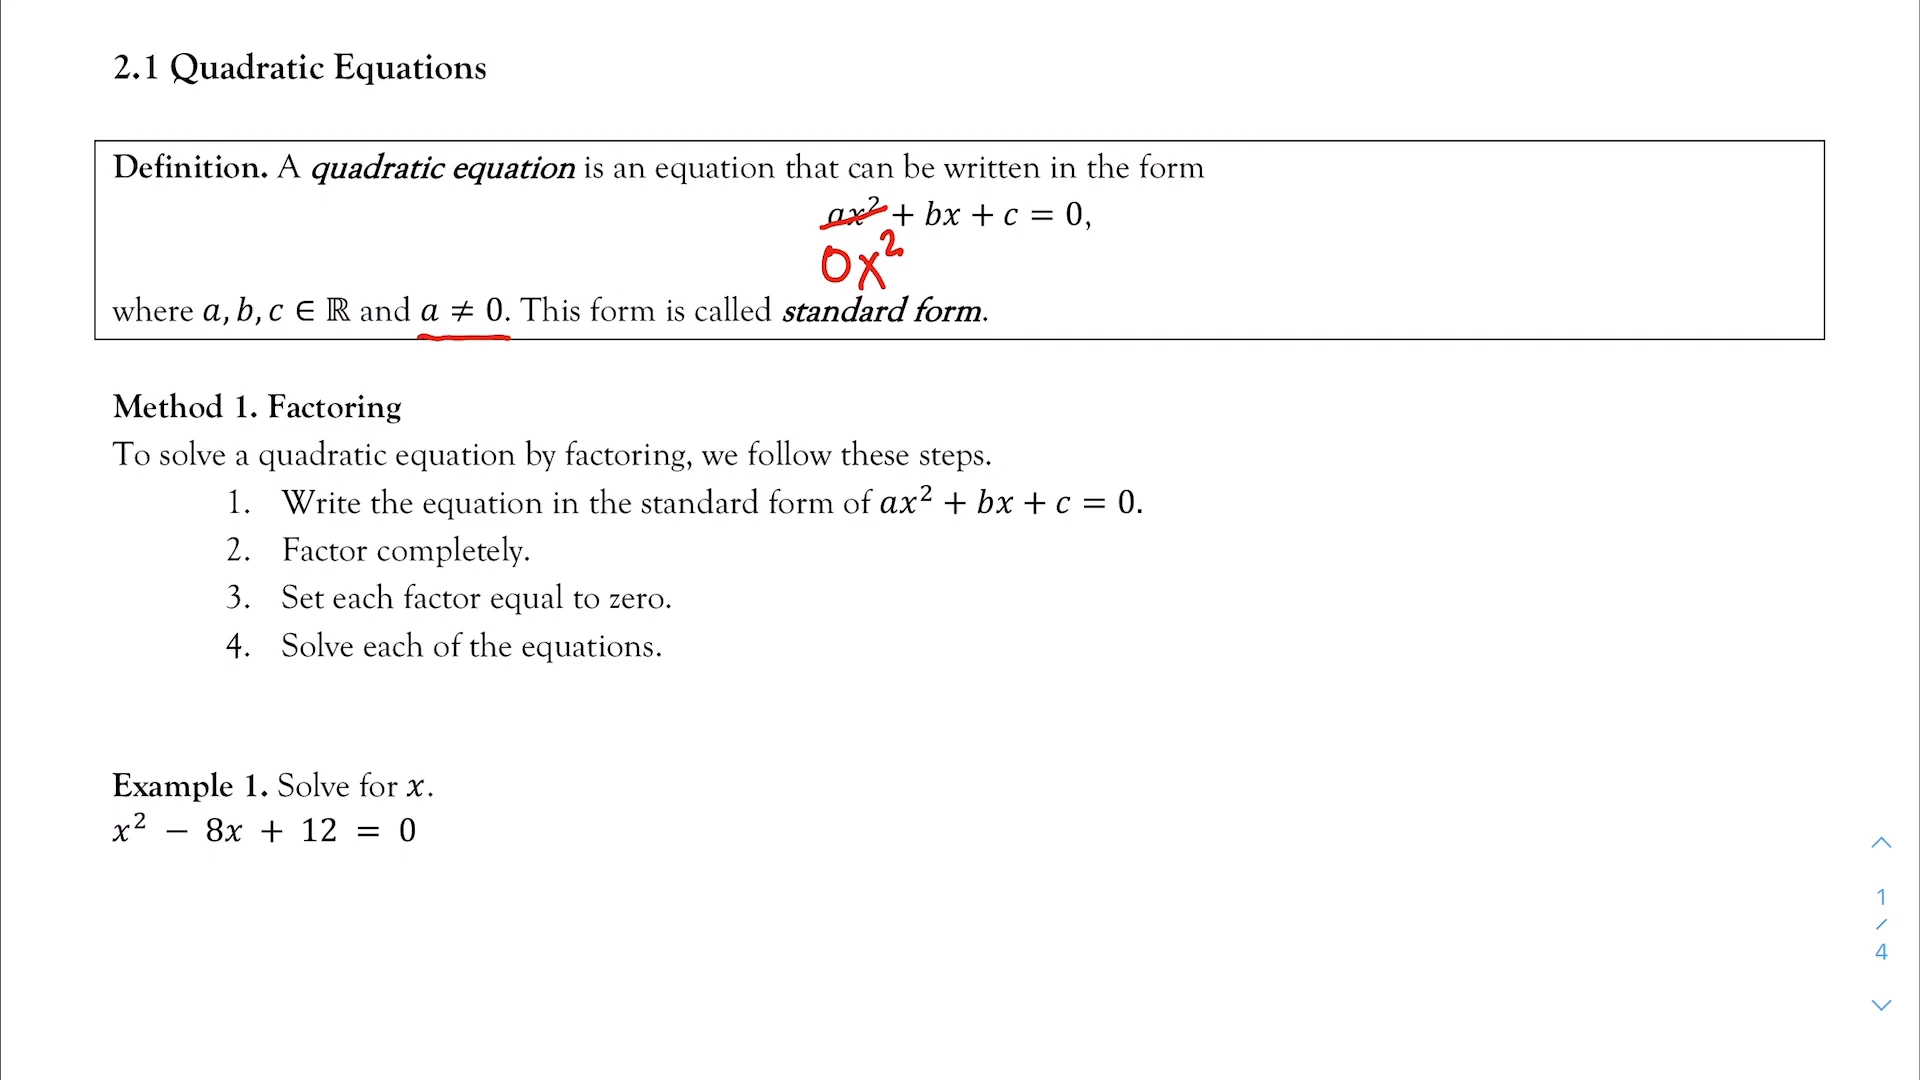 2.1 Quadratic Equations
Definition. A quadratic equation is an equation that can be written in the form
ax² + bx + c = 0,
0x²
where a, b, c ∈ ℝ and a ≠ 0. This form is called standard form.
Method 1. Factoring
To solve a quadratic equation by factoring, we follow these steps.
1. Write the equation in the standard form of ax² + bx + c = 0.
2. Factor completely.
3. Set each factor equal to zero.
4. Solve each of the equations.
Example 1. Solve for x.
x² − 8x + 12 = 0
1
/
4